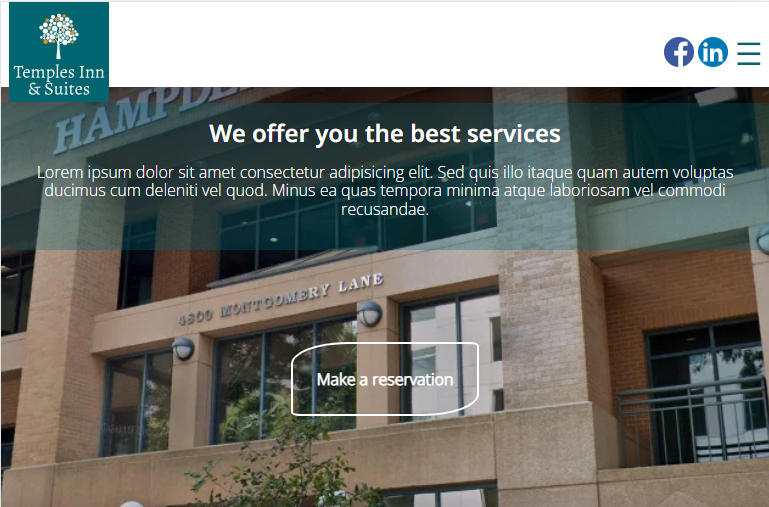 Temples Inn
& Suites
We offer you the best services
Lorem ipsum dolor sit amet consectetur adipisicing elit. Sed quis illo itaque quam autem voluptas
ducimus cum deleniti vel quod. Minus ea quas tempora minima atque laboriosam vel commodi
recusandae.
4800 MONTGOMERY LANE
Make a reservation